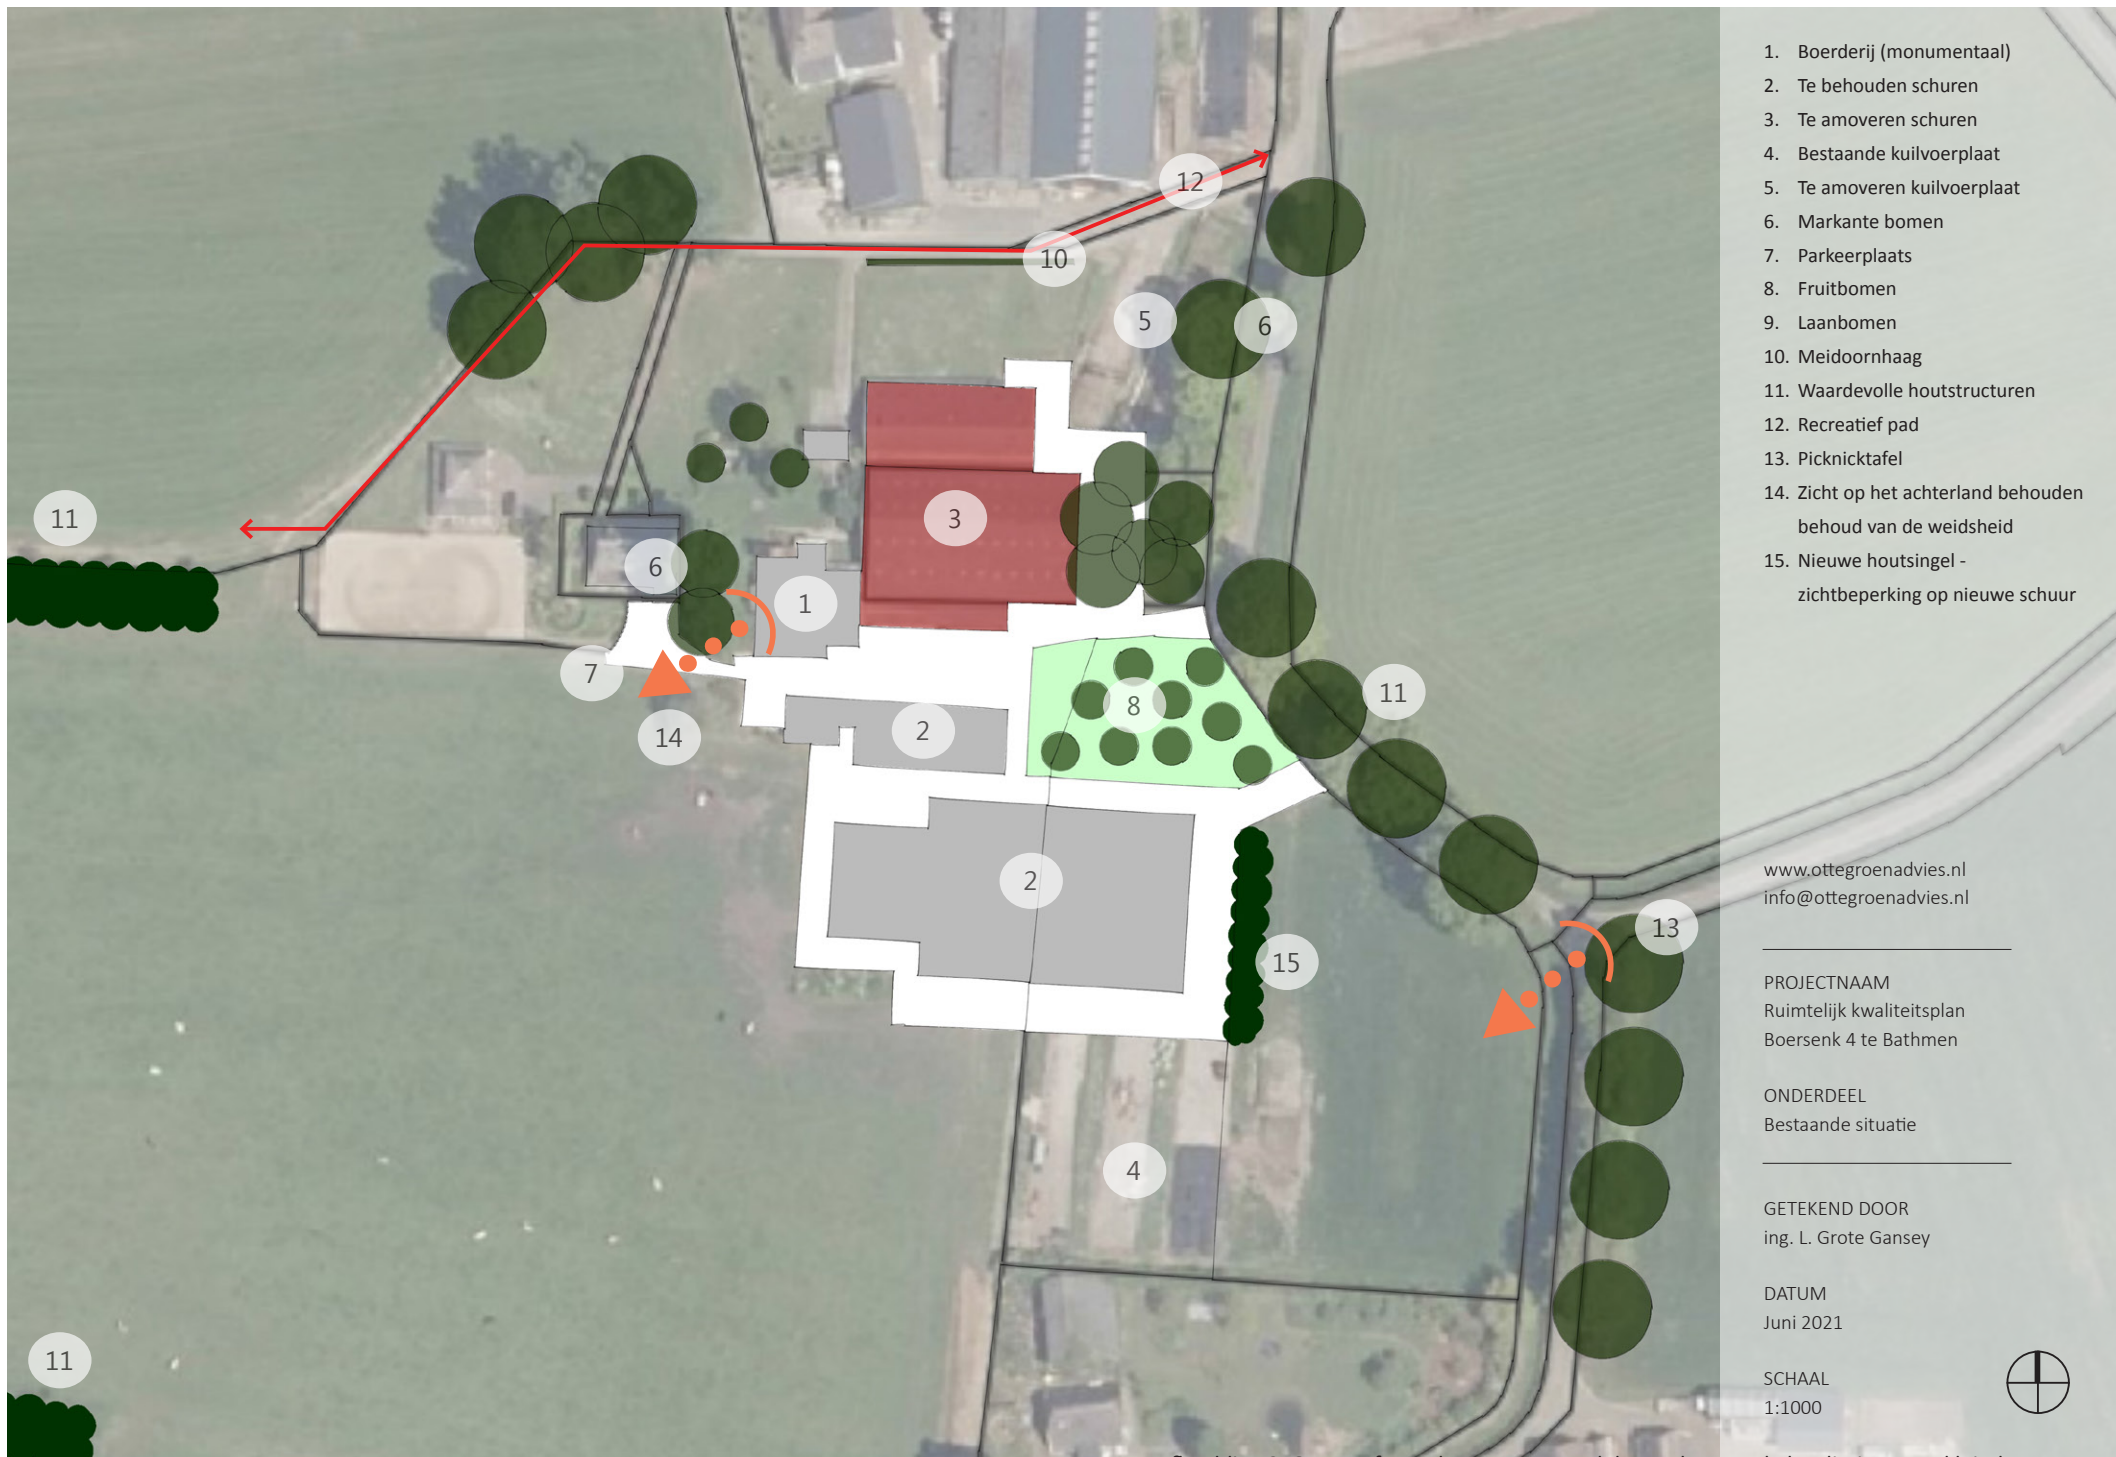 1. Boerderij (monumentaal)
2. Te behouden schuren
3. Te amoveren schuren
4. Bestaande kuilvoerplaat
5. Te amoveren kuilvoerplaat
6. Markante bomen
7. Parkeerplaats
8. Fruitbomen
9. Laanbomen
10. Meidoornhaag
11. Waardevolle houtstructuren
12. Recreatief pad
13. Picknicktafel
14. Zicht op het achterland behouden
behoud van de weidsheid
15. Nieuwe houtsingel -
zichtbeperking op nieuwe schuur
www.ottegroenadvies.nl
info@ottegroenadvies.nl
PROJECTNAAM
Ruimtelijk kwaliteitsplan
Boersenk 4 te Bathmen
ONDERDEEL
Bestaande situatie
GETEKEND DOOR
ing. L. Grote Gansey
DATUM
Juni 2021
SCHAAL
1:1000
12
10
5
6
11
3
6
1
7
14
2
8
11
2
13
15
4
11